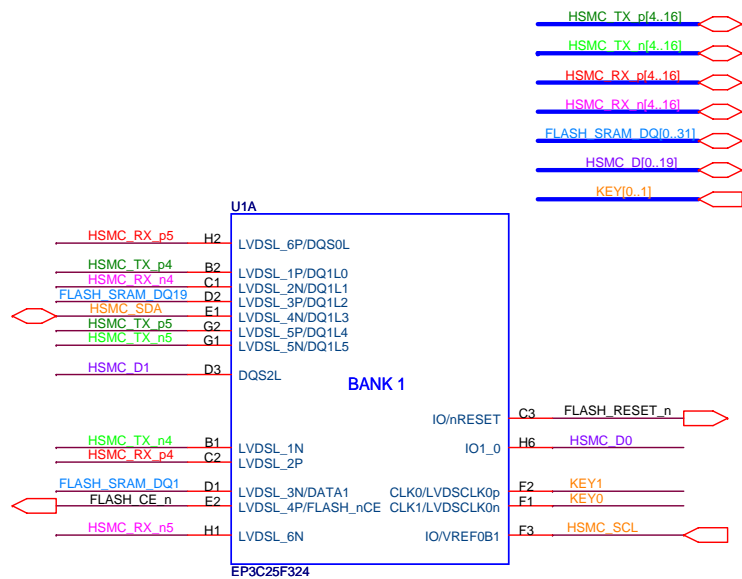 HSMC_TX_p[4..16]
HSMC_TX_n[4..16]
HSMC_RX_p[4..16]
HSMC_RX_n[4..16]
FLASH_SRAM_DQ[0..31]
HSMC_D[0..19]
KEY[0..1]
U1A
HSMC_RX_p5 H2 LVDSL_6P/DQS0L
HSMC_TX_p4 B2 LVDSL_1P/DQ1L0
HSMC_RX_n4 C1 LVDSL_2N/DQ1L1
FLASH_SRAM_DQ19 D2 LVDSL_3P/DQ1L2
HSMC_SDA E1 LVDSL_4N/DQ1L3
HSMC_TX_p5 G2 LVDSL_5P/DQ1L4
HSMC_TX_n5 G1 LVDSL_5N/DQ1L5
HSMC_D1 D3 DQS2L
BANK 1
IO/nRESET C3 FLASH_RESET_n
HSMC_TX_n4 B1 LVDSL_1N IO1_0 H6 HSMC_D0
HSMC_RX_p4 C2 LVDSL_2P
FLASH_SRAM_DQ1 D1 LVDSL_3N/DATA1 CLK0/LVDSCLK0p F2 KEY1
FLASH_CE_n E2 LVDSL_4P/FLASH_nCE CLK1/LVDSCLK0n F1 KEY0
HSMC_RX_n5 H1 LVDSL_6N IO/VREF0B1 F3 HSMC_SCL
EP3C25F324